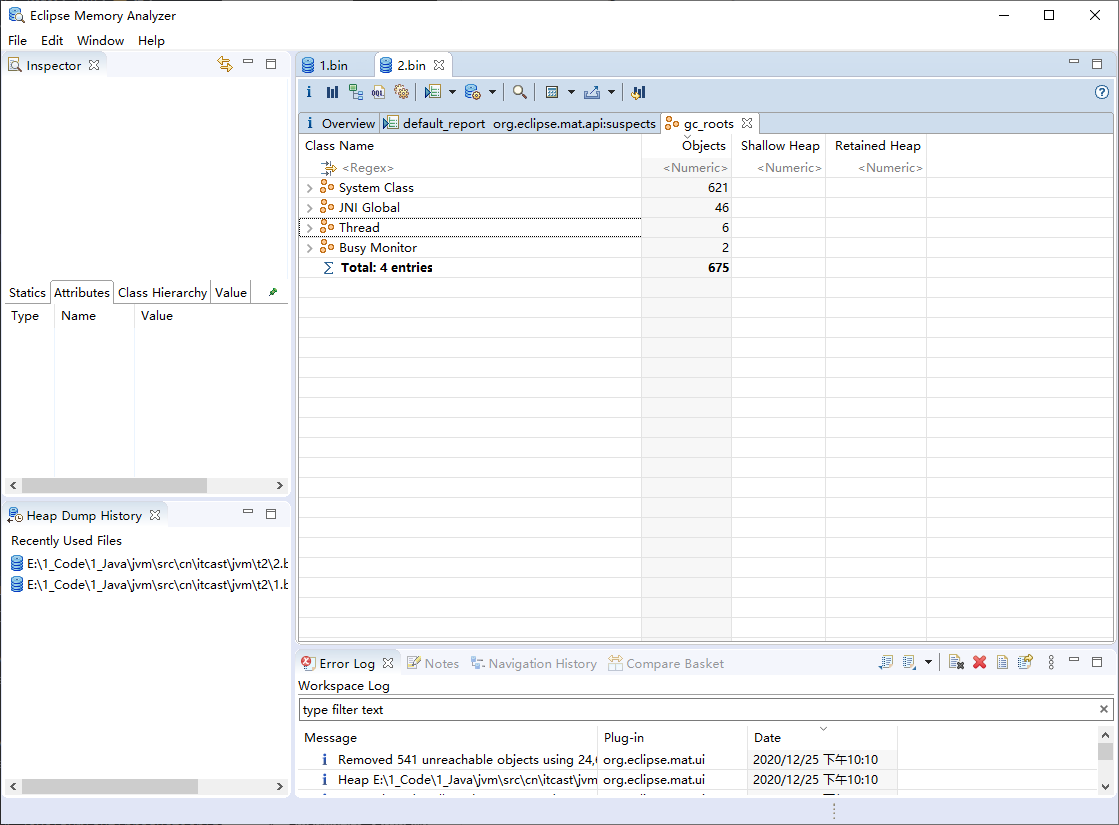 Eclipse Memory Analyzer
File Edit Window Help
Inspector
Statics Attributes Class Hierarchy Value
Type Name Value
Heap Dump History
Recently Used Files
E:\1_Code\1_Java\jvm\src\cn\itcast\jvm\t2\2.b
E:\1_Code\1_Java\jvm\src\cn\itcast\jvm\t2\1.b
1.bin 2.bin
OQL
i Overview default_report org.eclipse.mat.api:suspects gc_roots
Class Name Objects Shallow Heap Retained Heap
<Regex> <Numeric> <Numeric> <Numeric>
System Class 621
JNI Global 46
Thread 6
Busy Monitor 2
Σ Total: 4 entries 675
Error Log Notes Navigation History Compare Basket
Workspace Log
type filter text
Message Plug-in Date
Removed 541 unreachable objects using 24, org.eclipse.mat.ui 2020/12/25 下午10:10
Heap E:\1_Code\1_Java\jvm\src\cn\itcast\jvm org.eclipse.mat.ui 2020/12/25 下午10:10